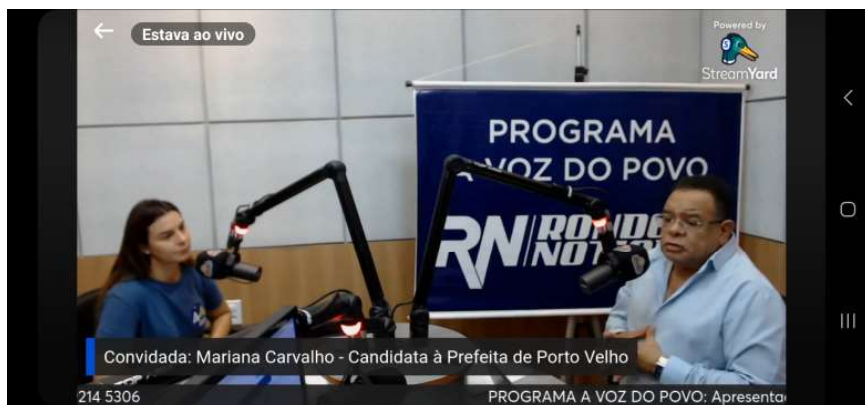 Estava ao vivo
Powered by
StreamYard
PROGRAMA
A VOZ DO POVO
RN
Convidada: Mariana Carvalho - Candidata à Prefeita de Porto Velho
214 5306
PROGRAMA A VOZ DO POVO: Apresenta